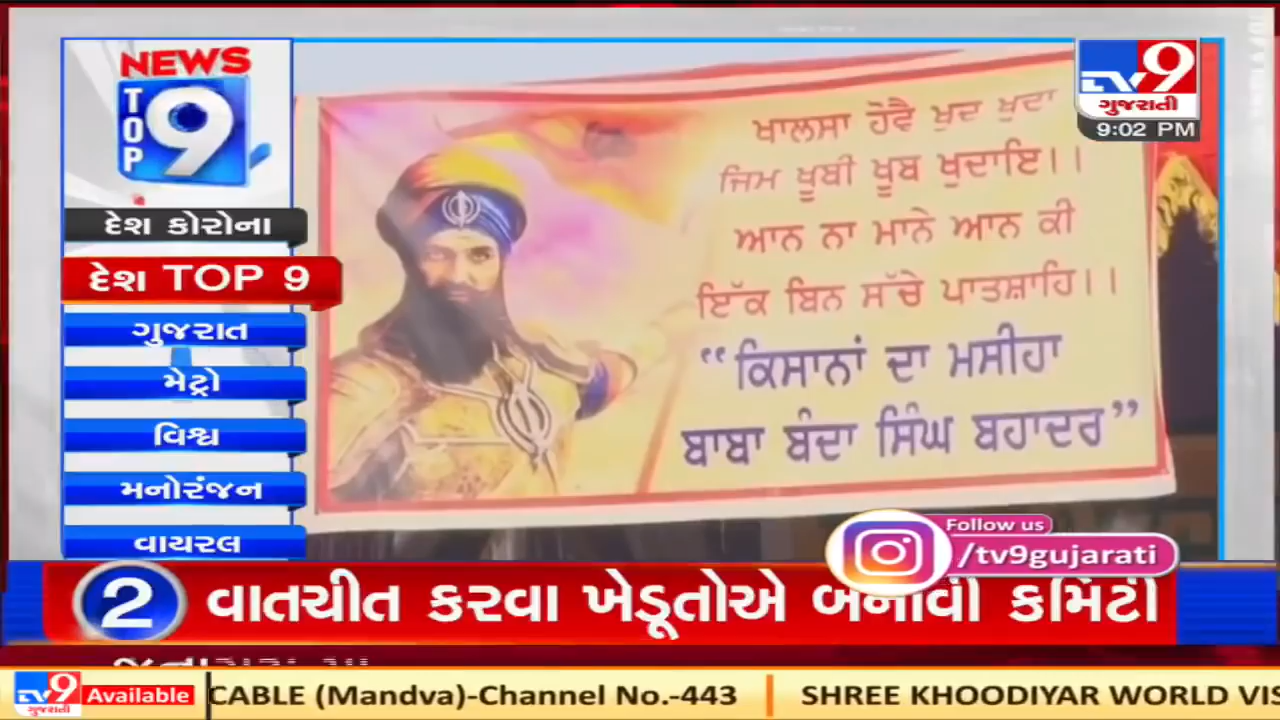 NEWS
TOP
9
દેશ કોરોના
દેશ TOP 9
ગુજરાત
મેટ્રો
વિશ્વ
મનોરંજન
વાયરલ
ਖਾਲਸਾ ਹੋਵੈ ਖੁਦ ਖੁਦਾ
ਜਿਮ ਖੂਬੀ ਖੂਬ ਖੁਦਾਇ।।
ਆਨ ਨਾ ਮਾਨੇ ਆਨ ਕੀ
ਇੱਕ ਬਿਨ ਸੱਚੇ ਪਾਤਸ਼ਾਹਿ।।
“ਕਿਸਾਨਾਂ ਦਾ ਮਸੀਹਾ
ਬਾਬਾ ਬੰਦਾ ਸਿੰਘ ਬਹਾਦਰ”
TV9
ગુજરાતી
9:02 PM
Follow us
/tv9gujarati
2 વાતચીત કરવા ખેડૂતોએ બનાવી કમિટી
TV9 ગુજરાતી Available CABLE (Mandva)-Channel No.-443 | SHREE KHOODIYAR WORLD VIS